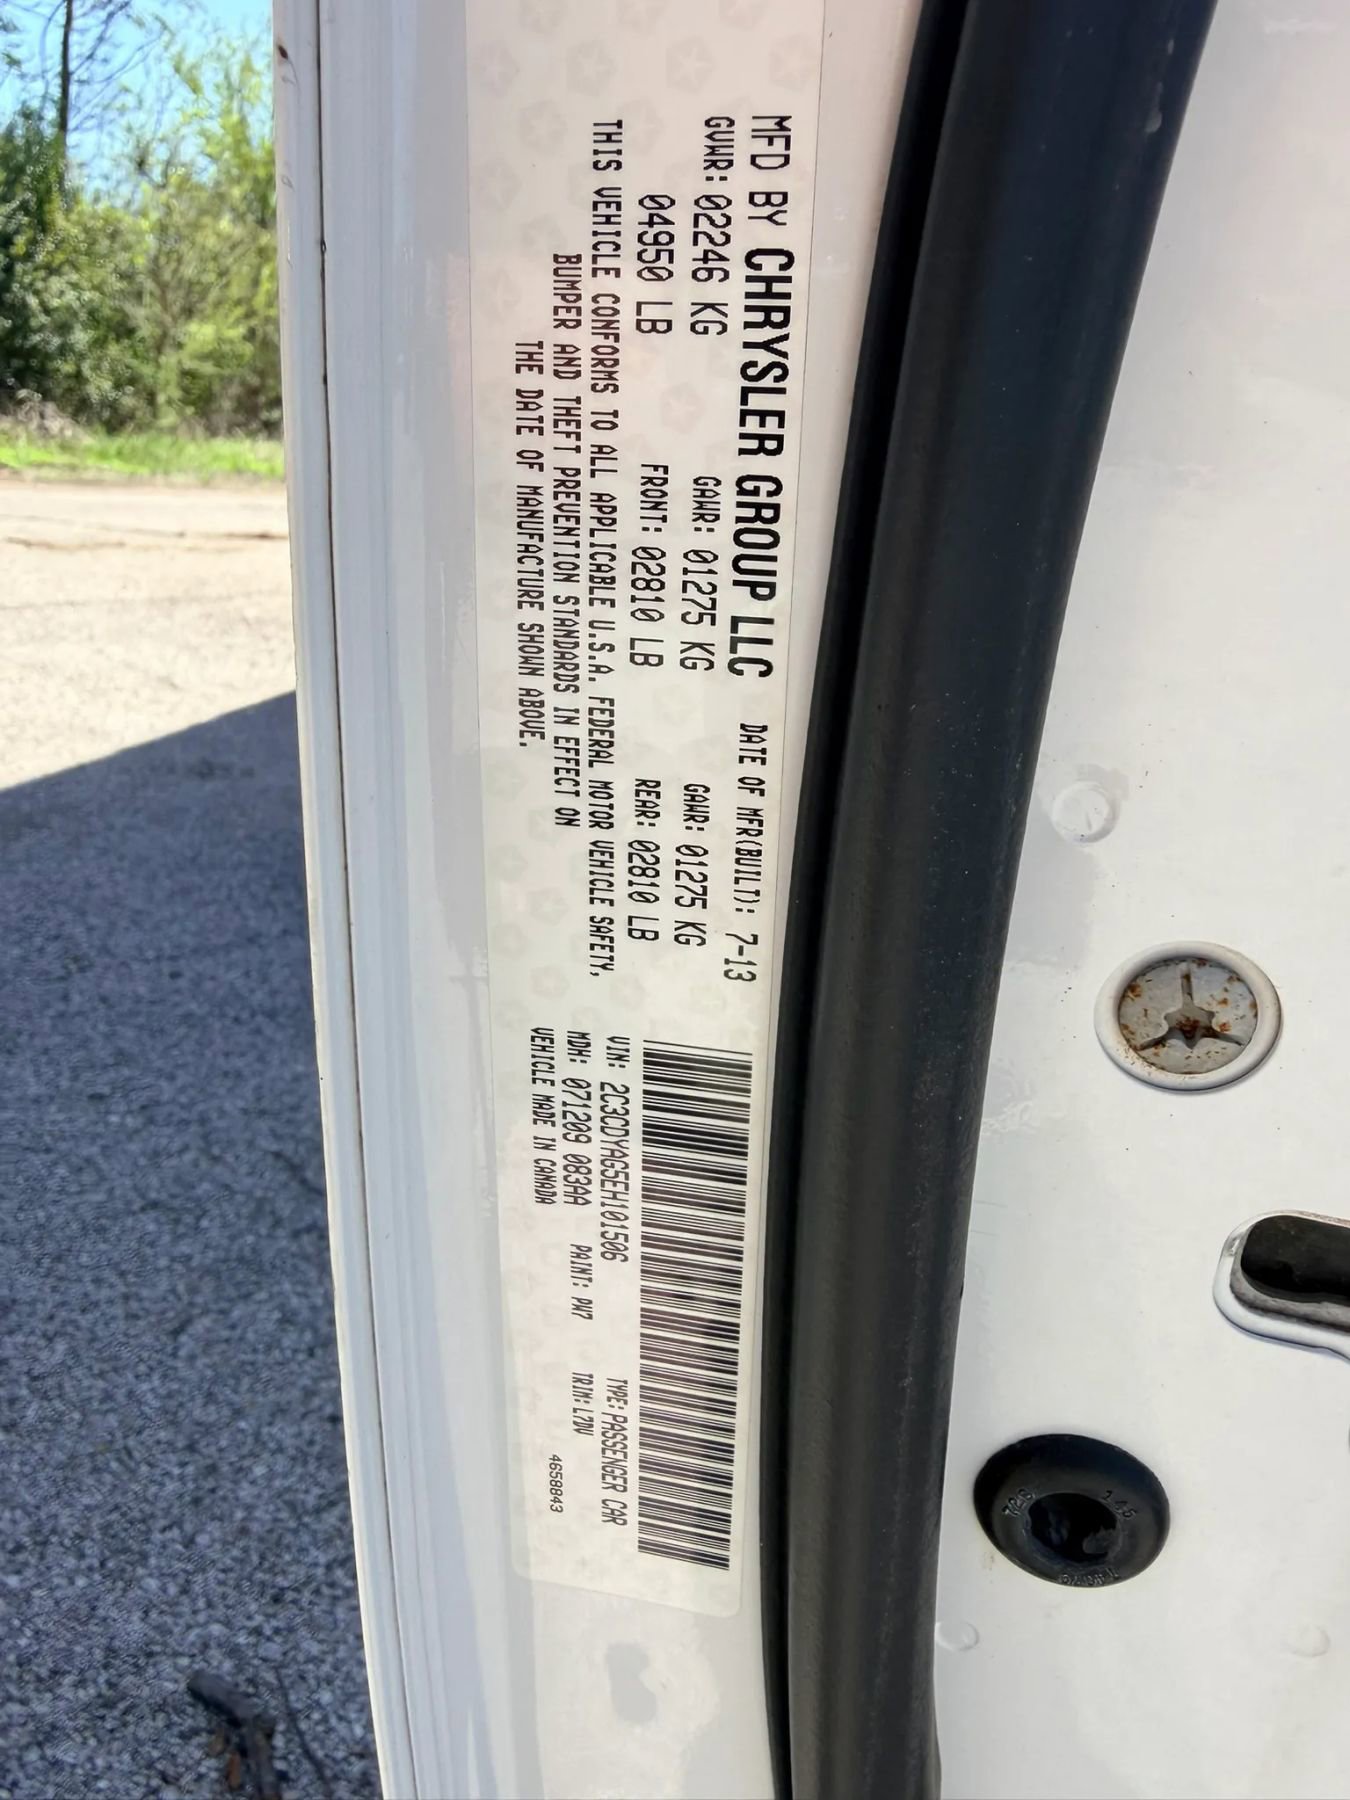 MFD BY CHRYSLER GROUP LLC DATE OF MFR(BUILT): 7-13
GVWR: 02246 KG GAWR: 01275 KG GAWR: 01275 KG
04950 LB FRONT: 02810 LB REAR: 02810 LB
THIS VEHICLE CONFORMS TO ALL APPLICABLE U.S.A. FEDERAL MOTOR VEHICLE SAFETY,
BUMPER AND THEFT PREVENTION STANDARDS IN EFFECT ON
THE DATE OF MANUFACTURE SHOWN ABOVE.
VIN: 2C3CDYAG5EH101506 TYPE: PASSENGER CAR
MDH: 071209 083AA PAINT: PW7 TRIM: L7DV
VEHICLE MADE IN CANADA 4658843